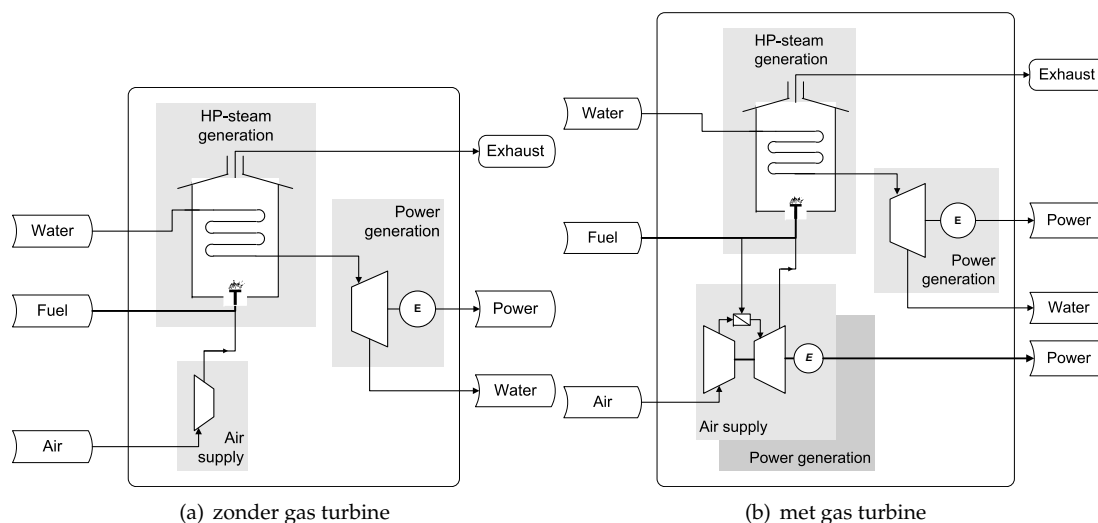 HP-steam
generation
Exhaust
Water
Power
generation
Fuel
E
Power
Water
Air
Air
supply
(a) zonder gas turbine
HP-steam
generation
Exhaust
Water
Fuel
E
Power
Power
generation
Water
E
Power
Air
Air supply
Power generation
(b) met gas turbine